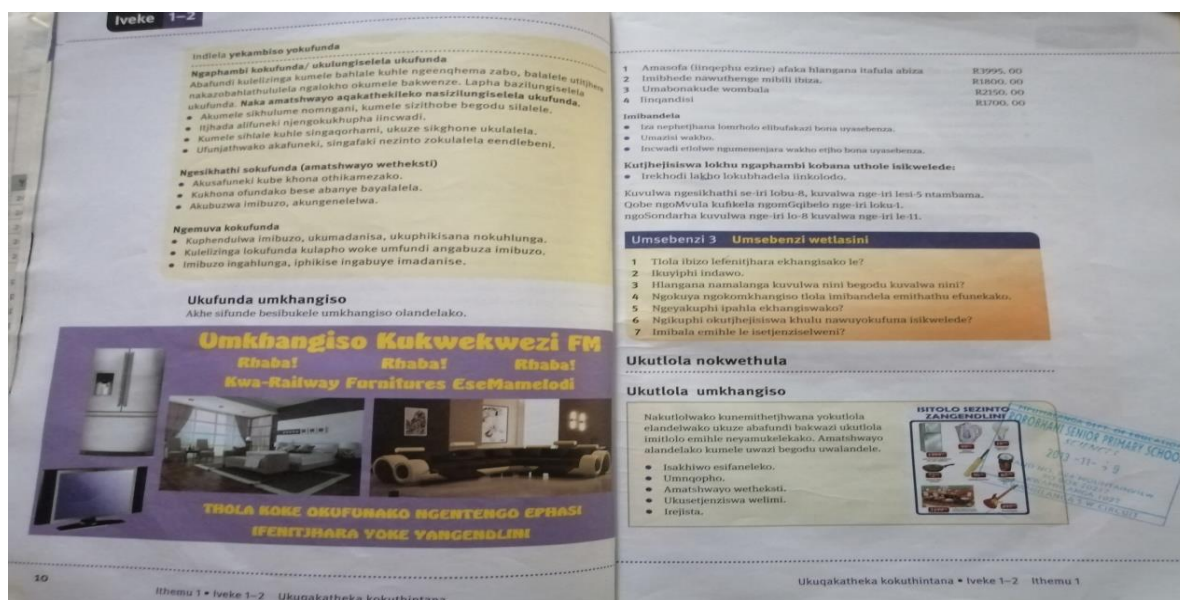 Iveke 1–2
Indlela yekambiso yokufunda
Ngaphambi kokufunda/ ukulungiselela ukufunda
Abafundi kulelizinga kumele bahlale kuhle ngeenqhema zabo, balalele utitjhere
nakazobahlathululela ngalokho okumele bakwenze. Lapha bazilungiselela
ukufunda. Naka amatshwayo aqakathekileko nasizilungiselela ukufunda.
• Akumele sikhulume nomngani, kumele sizithobe begodu silalele.
• Itjhada alifuneki njengokukhupha iincwadi.
• Kumele sihlale kuhle singaqorhami, ukuze sikghone ukulalela.
• Ufunjathwako akafuneki, singafaki nezinto zokulalela eendlebeni.
Ngesikhathi sokufunda (amatshwayo wetheksti)
• Akusafuneki kube khona othikamezako.
• Kukhona ofundako bese abanye bayalalela.
• Akubuzwa imibuzo, akungenelelwa.
Ngemuva kokufunda
• Kuphendulwa imibuzo, ukumadanisa, ukuphikisana nokuhlunga.
• Kulelizinga lokufunda kulapho woke umfundi angabuza imibuzo.
• Imibuzo ingahlunga, iphikise ingabuye imadanise.
Ukufunda umkhangiso
Akhe sifunde besibukele umkhangiso olandelako.
Umkhangiso Kukwekwezi FM
Rhaba! Rhaba! Rhaba!
Kwa-Railway Furnitures EseMamelodi
THOLA KOKE OKUFUNAKO NGENTENGO EPHASI
IFENITJHARA YOKE YANGENDLINI
10
Ithemu 1 • Iveke 1–2 Ukuqakatheka kokuthintana
1 Amasofa (iinqephu ezine) afaka hlangana itafula abiza R3995. 00
2 Imibhede nawuthenge mibili ibiza. R1800. 00
3 Umabonakude wombala R2150. 00
4 Iinqandisi R1700. 00
Imibandela
• Iza nephetjhana lomrholo elibufakazi bona uyasebenza.
• Umazisi wakho.
• Incwadi etlolwe ngumenenjara wakho etjho bona uyasebenza.
Kutjhejisiswa lokhu ngaphambi kobana uthole isikwelede:
• Irekhodi lakho lokubhadela iinkolodo.
Kuvulwa ngesikhathi se-iri lobu-8, kuvalwa nge-iri lesi-5 ntambama.
Qobe ngoMvula kufikela ngomGqibelo nge-iri loku-1.
ngoSondarha kuvulwa nge-iri lo-8 kuvalwa nge-iri le-11.
Umsebenzi 3 Umsebenzi wetlasini
1 Tlola ibizo lefenitjhara ekhangisako le?
2 Ikuyiphi indawo.
3 Hlangana namalanga kuvulwa nini begodu kuvalwa nini?
4 Ngokuya ngokomkhangiso tlola imibandela emithathu efunekako.
5 Ngeyakuphi ipahla ekhangiswako?
6 Ngikuphi okutjhejisiswa khulu nawuyokufuna isikwelede?
7 Imibala emihle le isetjenziselweni?
Ukutlola nokwethula
Ukutlola umkhangiso
Nakutlolwako kunemithetjhwana yokutlola
elandelwako ukuze abafundi bakwazi ukutlola
imitlolo emihle neyamukelekako. Amatshwayo
alandelako kumele uwazi begodu uwalandele.
• Isakhiwo esifaneleko.
• Umnqopho.
• Amatshwayo wetheksti.
• Ukusetjenziswa welimi.
• Irejista.
ISITOLO SEZINTO
ZANGENDLINI
SENIOR PRIMARY SCHOOL
2013 -11-
CIRCUIT
Ukuqakatheka kokuthintana • Iveke 1–2 Ithemu 1